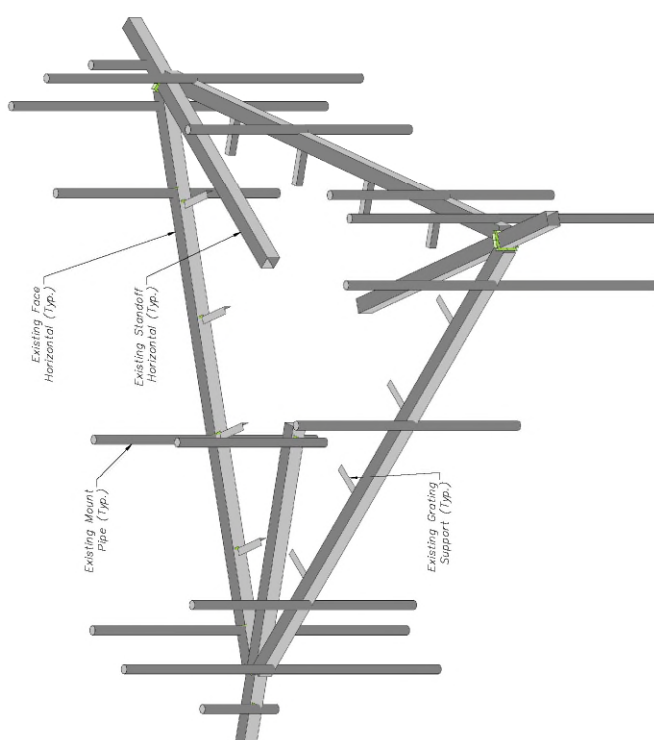 Existing Face
Horizontal (Typ.)
Existing Standoff
Horizontal (Typ.)
Existing Mount
Pipe (Typ.)
Existing Grating
Support (Typ.)